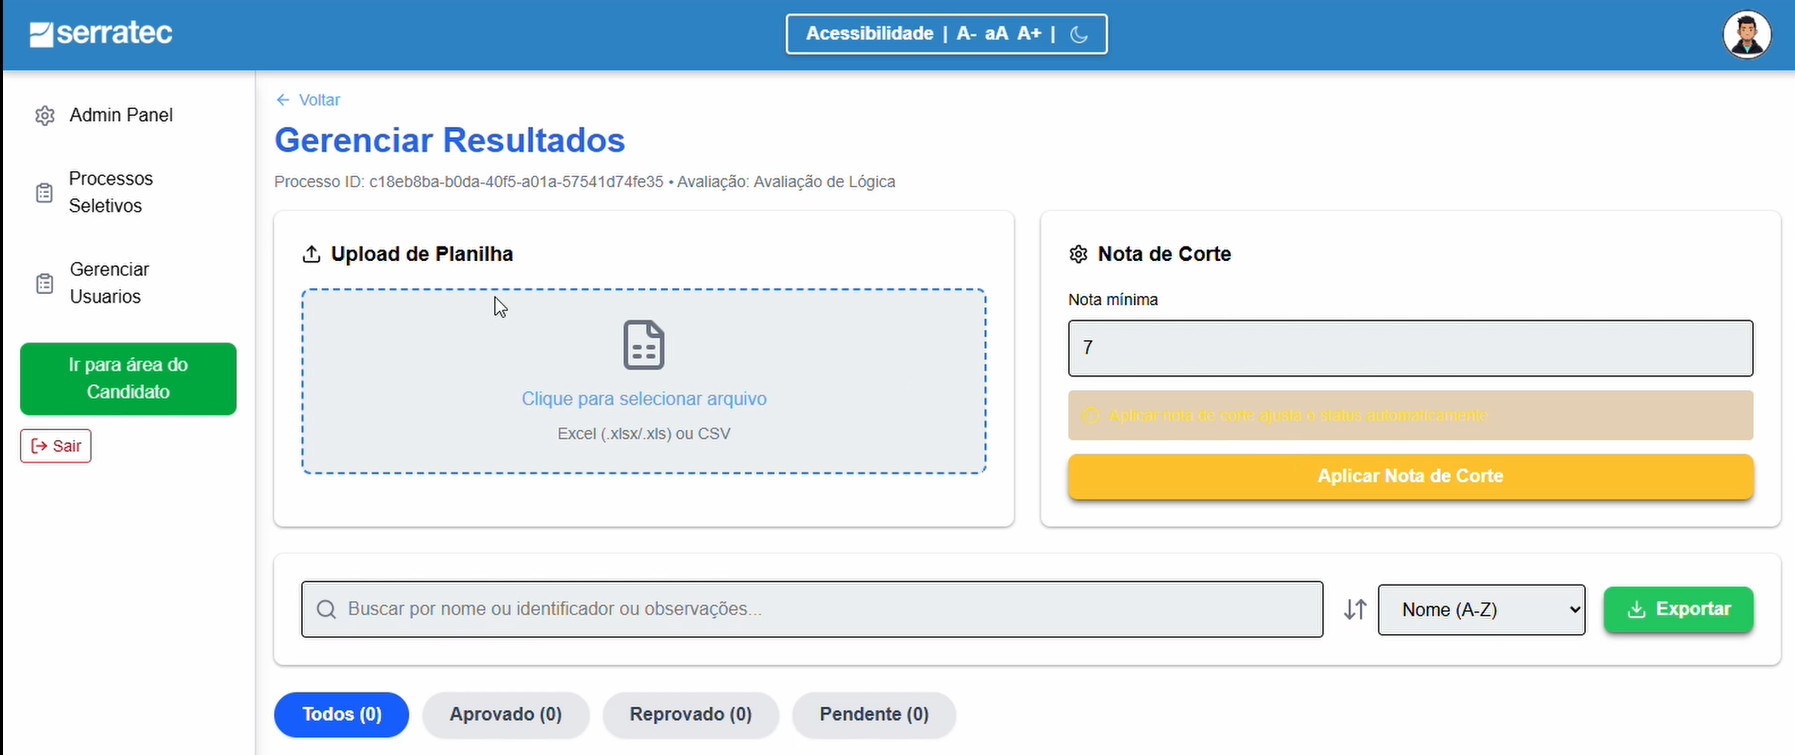 serratec
Acessibilidade | A- aA A+ |
Admin Panel
Processos
Seletivos
Gerenciar
Usuarios
Ir para área do
Candidato
Sair
Voltar
Gerenciar Resultados
Processo ID: c18eb8ba-b0da-40f5-a01a-57541d74fe35 • Avaliação: Avaliação de Lógica
Upload de Planilha
Clique para selecionar arquivo
Excel (.xlsx/.xls) ou CSV
Nota de Corte
Nota mínima
7
Aplicar nota de corte ajusta o status automaticamente
Aplicar Nota de Corte
Buscar por nome ou identificador ou observações...
Nome (A-Z)
Exportar
Todos (0)
Aprovado (0)
Reprovado (0)
Pendente (0)